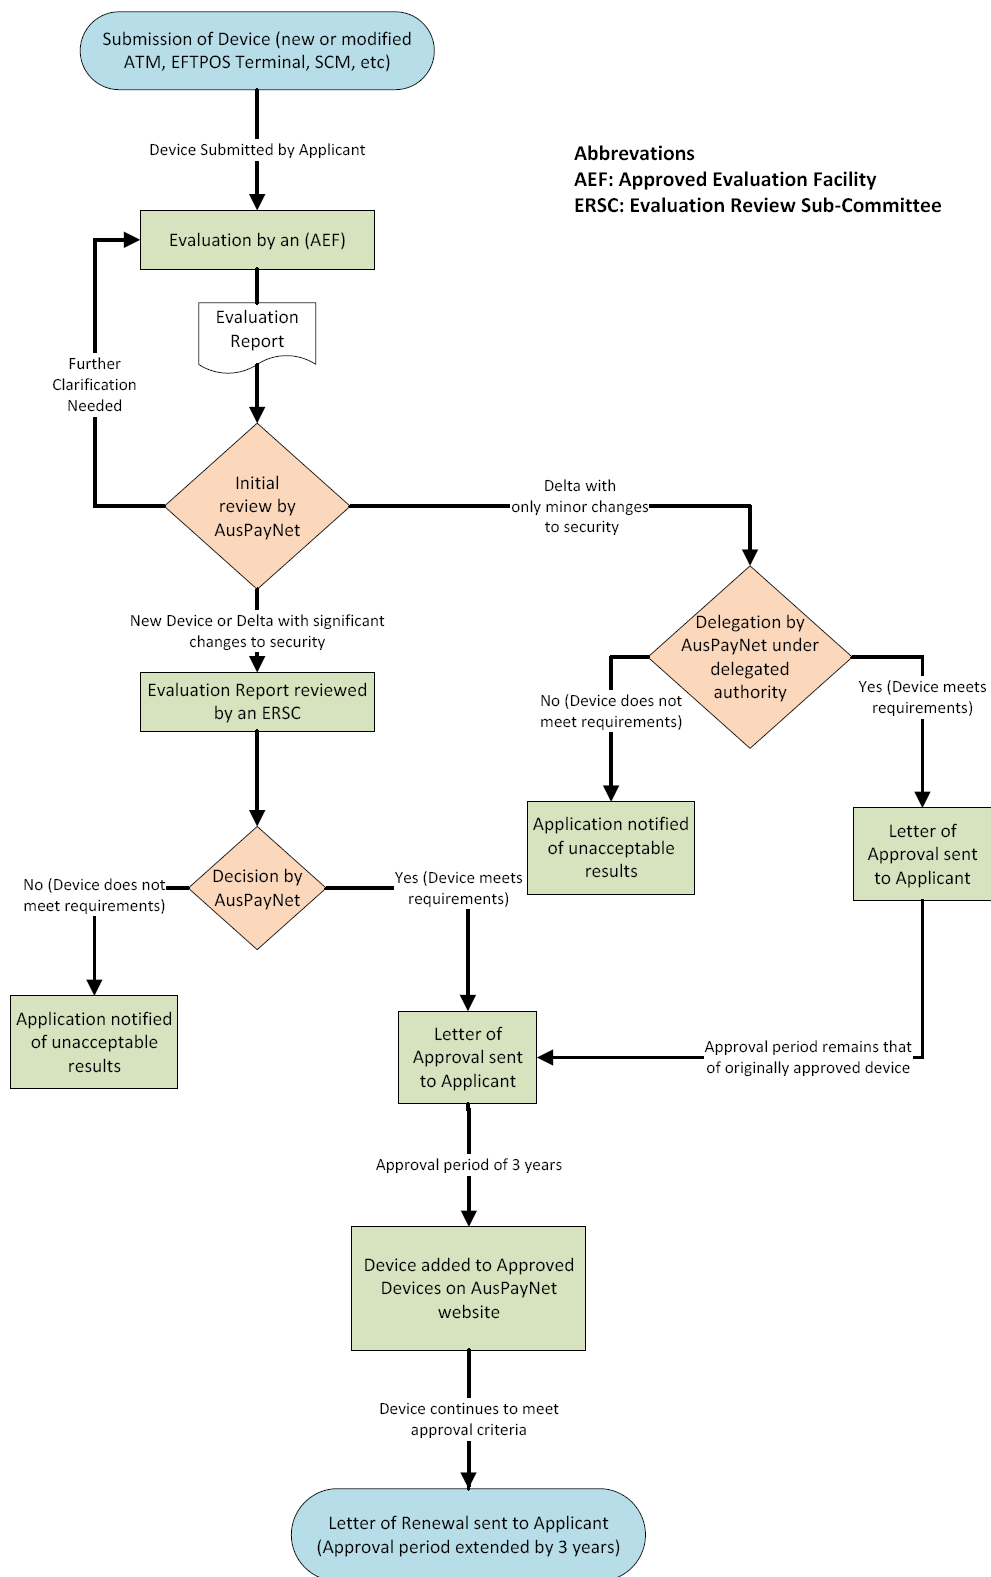 Submission of Device (new or modified
ATM, EFTPOS Terminal, SCM, etc)
Device Submitted by Applicant
Abbrevations
AEF: Approved Evaluation Facility
ERSC: Evaluation Review Sub-Committee
Evaluation by an (AEF)
Evaluation
Report
Further
Clarification
Needed
Initial
review by
AusPayNet
Delta with
only minor changes
to security
New Device or Delta with significant
changes to security
Delegation by
AusPayNet under
delegated
authority
Evaluation Report reviewed
by an ERSC
No (Device does not
meet requirements)
Yes (Device meets
requirements)
Application notified
of unacceptable
results
Letter of
Approval sent
to Applicant
Decision by
AusPayNet
No (Device does not
meet requirements)
Yes (Device meets
requirements)
Application notified
of unacceptable
results
Letter of
Approval sent
to Applicant
Approval period remains that
of originally approved device
Approval period of 3 years
Device added to Approved
Devices on AusPayNet
website
Device continues to meet
approval criteria
Letter of Renewal sent to Applicant
(Approval period extended by 3 years)